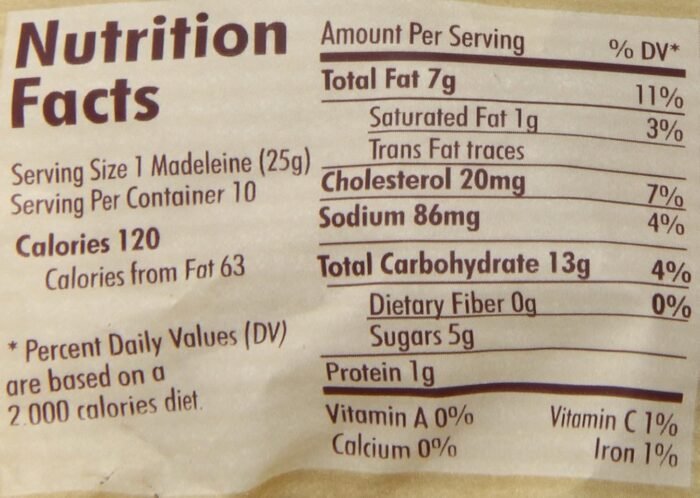 Nutrition
Facts
Serving Size 1 Madeleine (25g)
Serving Per Container 10
Calories 120
Calories from Fat 63
* Percent Daily Values (DV)
are based on a
2.000 calories diet.
Amount Per Serving % DV*
Total Fat 7g 11%
Saturated Fat 1g 3%
Trans Fat traces
Cholesterol 20mg 7%
Sodium 86mg 4%
Total Carbohydrate 13g 4%
Dietary Fiber 0g 0%
Sugars 5g
Protein 1g
Vitamin A 0% Vitamin C 1%
Calcium 0% Iron 1%